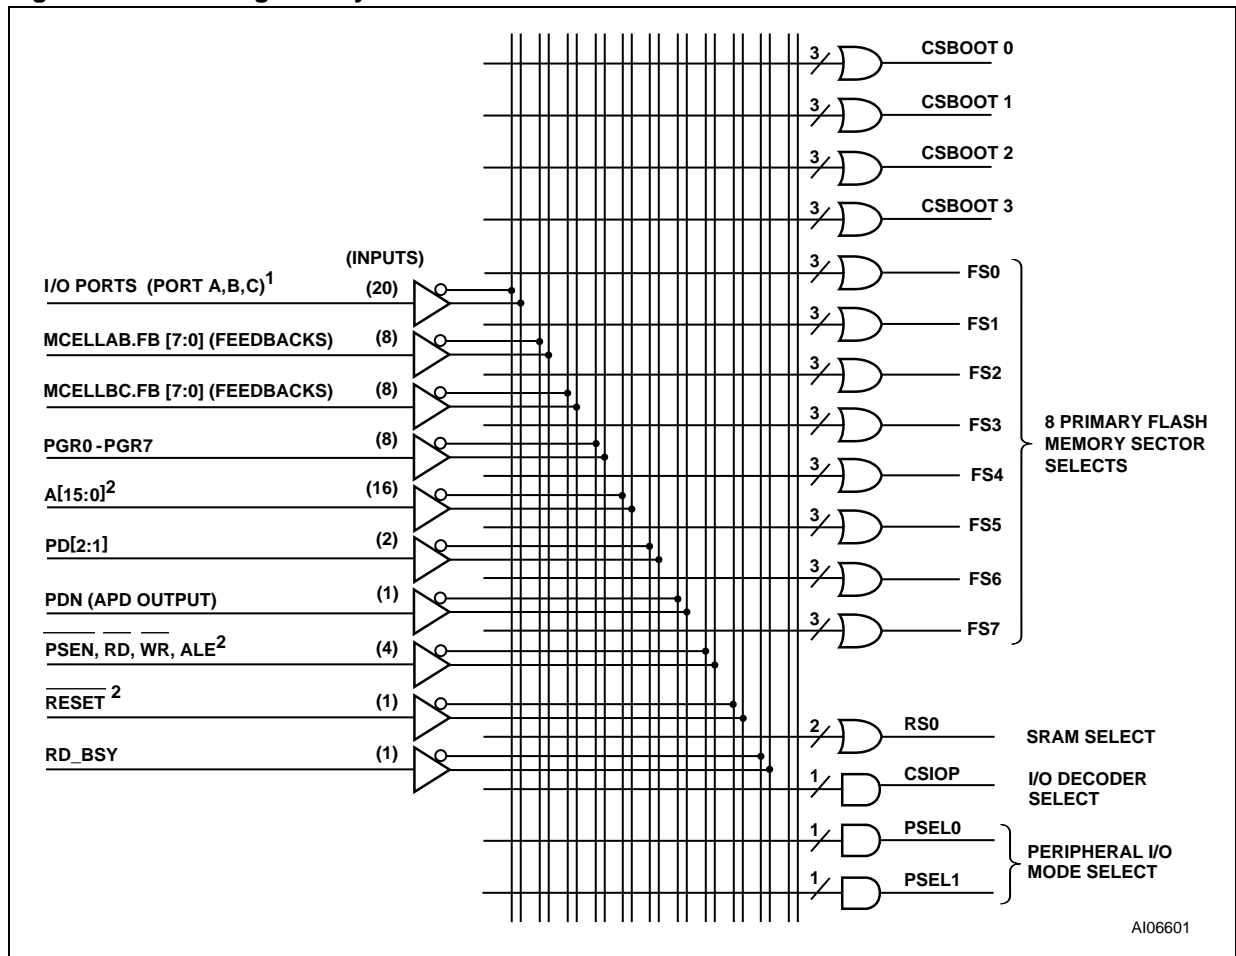 3 CSBOOT 0
3 CSBOOT 1
3 CSBOOT 2
3 CSBOOT 3
(INPUTS)
I/O PORTS (PORT A,B,C)1 (20)
MCELLAB.FB [7:0] (FEEDBACKS) (8)
MCELLBC.FB [7:0] (FEEDBACKS) (8)
PGR0 -PGR7 (8)
A[15:0]2 (16)
PD[2:1] (2)
PDN (APD OUTPUT) (1)
PSEN, RD, WR, ALE2 (4)
RESET 2 (1)
RD_BSY (1)
3 FS0
3 FS1
3 FS2
3 FS3
3 FS4
3 FS5
3 FS6
3 FS7
8 PRIMARY FLASH
MEMORY SECTOR
SELECTS
2 RS0 SRAM SELECT
1 CSIOP I/O DECODER
SELECT
1 PSEL0
1 PSEL1
PERIPHERAL I/O
MODE SELECT
AI06601